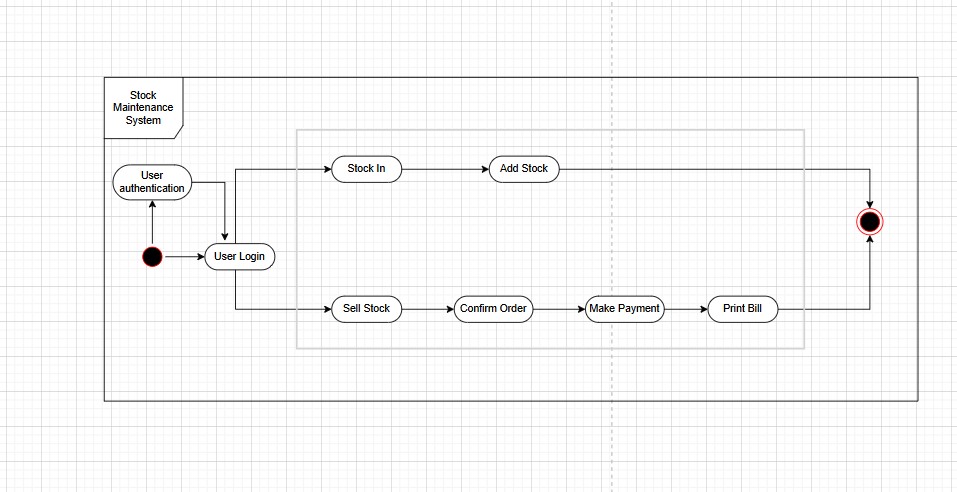 Stock
Maintenance
System
User
authentication
Stock In
Add Stock
User Login
Sell Stock
Confirm Order
Make Payment
Print Bill